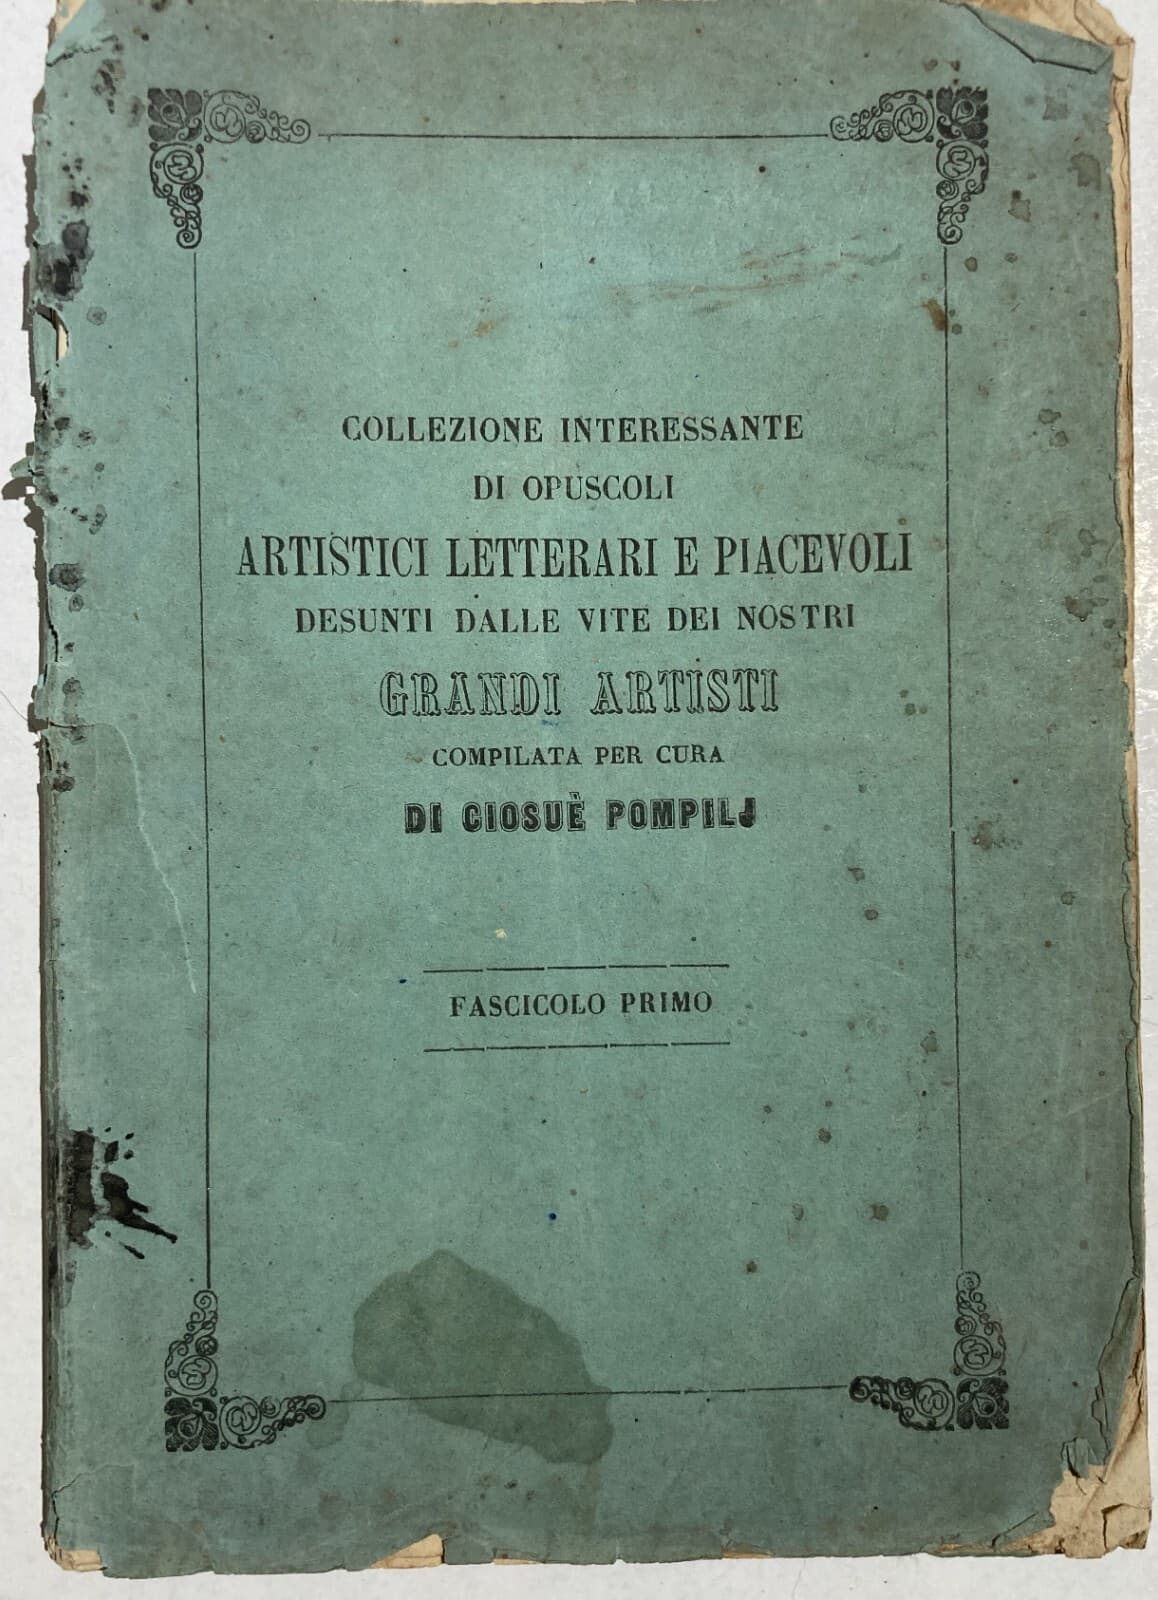 COLLEZIONE INTERESSANTE
DI OPUSCOLI
ARTISTICI LETTERARI E PIACEVOLI
DESUNTI DALLE VITE DEI NOSTRI
GRANDI ARTISTI
COMPILATA PER CURA
DI GIOSUÈ POMPILJ
FASCICOLO PRIMO